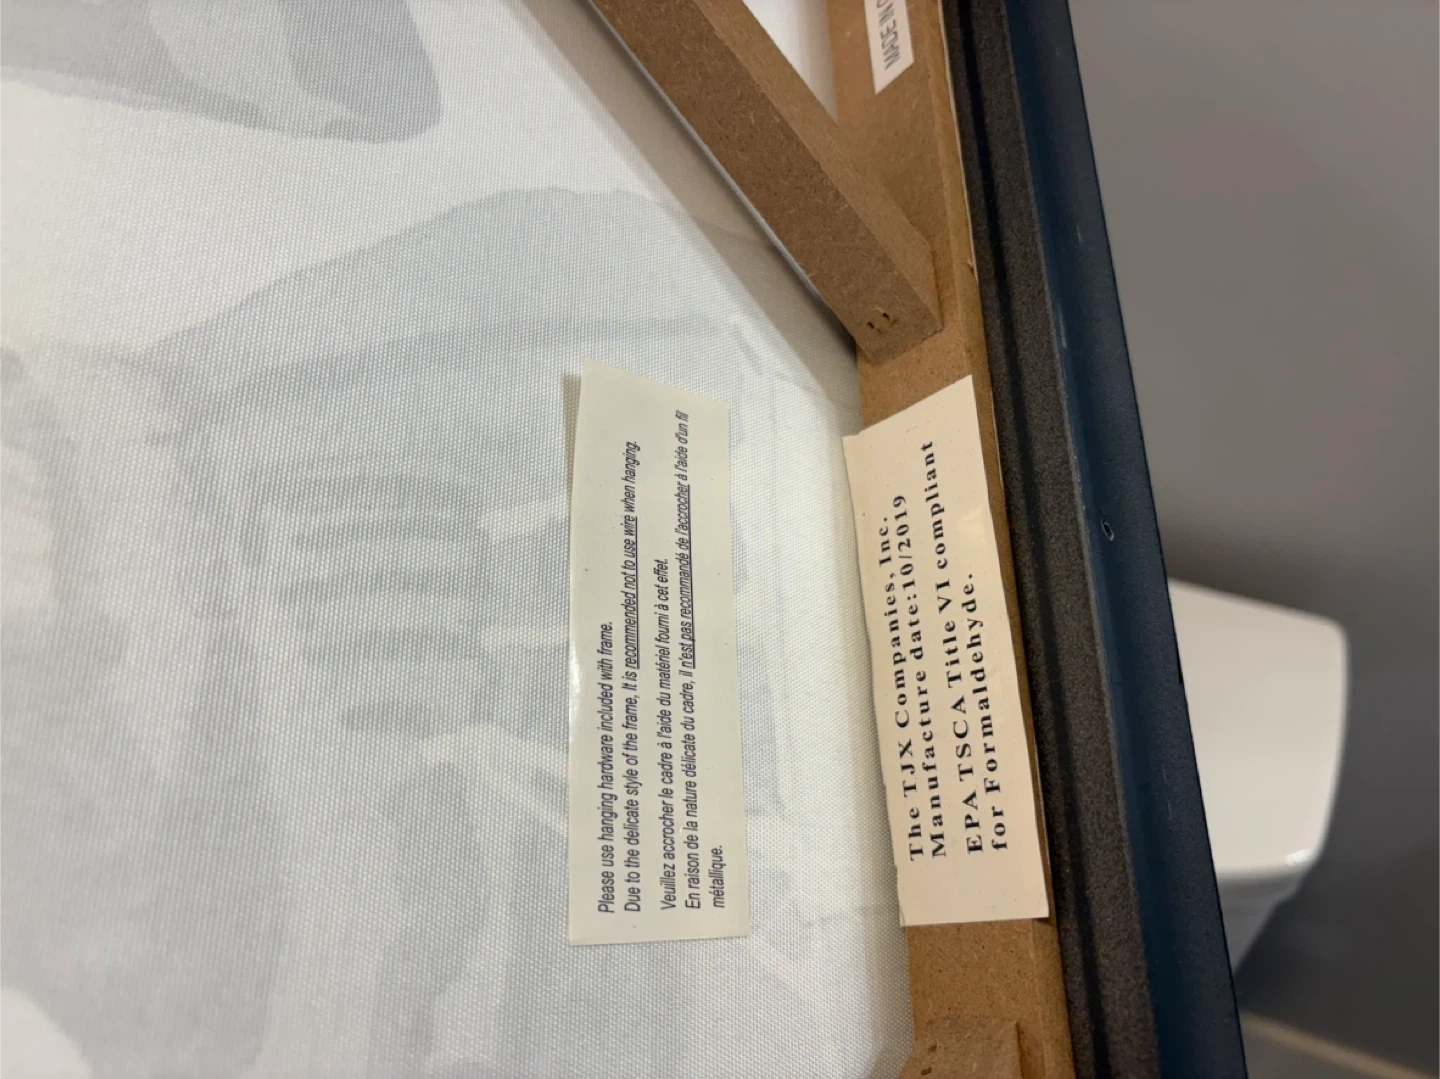 MADE IN
Please use hanging hardware included with frame.
Due to the delicate style of the frame, It is recommended not to use wire when hanging.
Veuillez accrocher le cadre à l'aide du matériel fourni à cet effet.
En raison de la nature délicate du cadre, il n'est pas recommandé de l'accrocher à l'aide d'un fil
métallique.
The TJX Companies, Inc.
Manufacture date:10/2019
EPA TSCA Title VI compliant
for Formaldehyde.